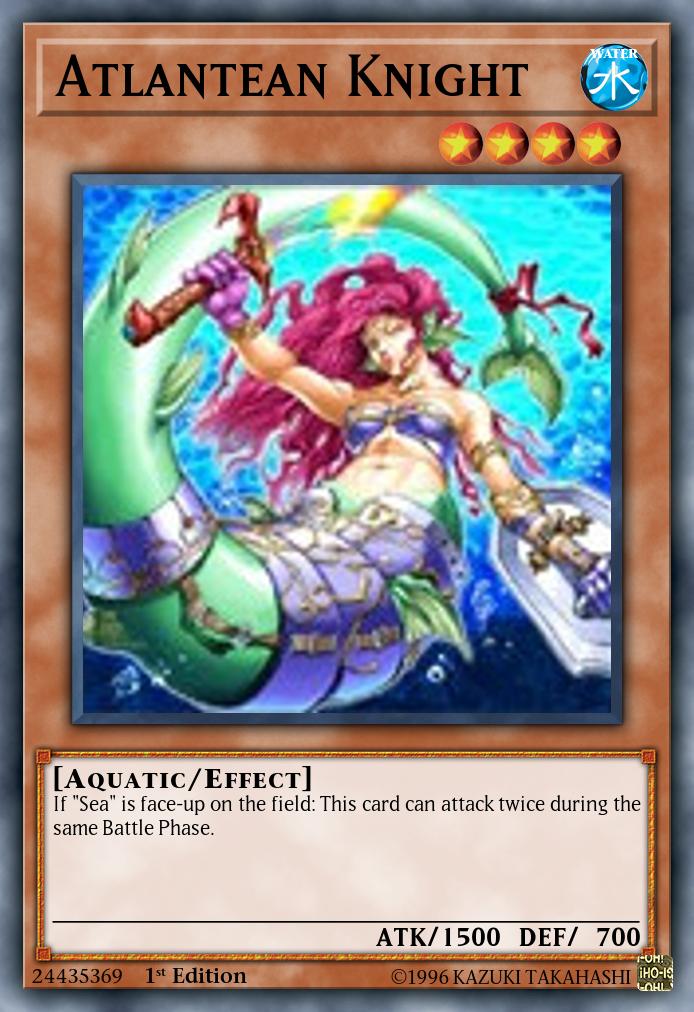 Atlantean Knight
WATER
水
[Aquatic/Effect]
If "Sea" is face-up on the field: This card can attack twice during the
same Battle Phase.
ATK/1500 DEF/ 700
24435369 1st Edition ©1996 KAZUKI TAKAHASHI